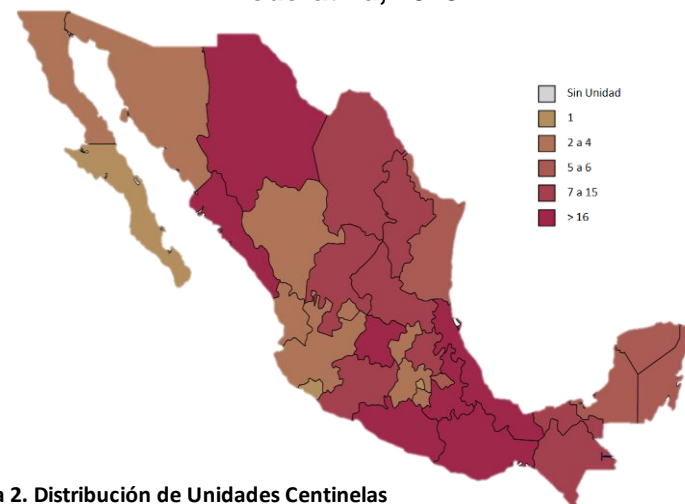 Sin Unidad
1
2 a 4
5 a 6
7 a 15
> 16
a 2. Distribución de Unidades Centinelas